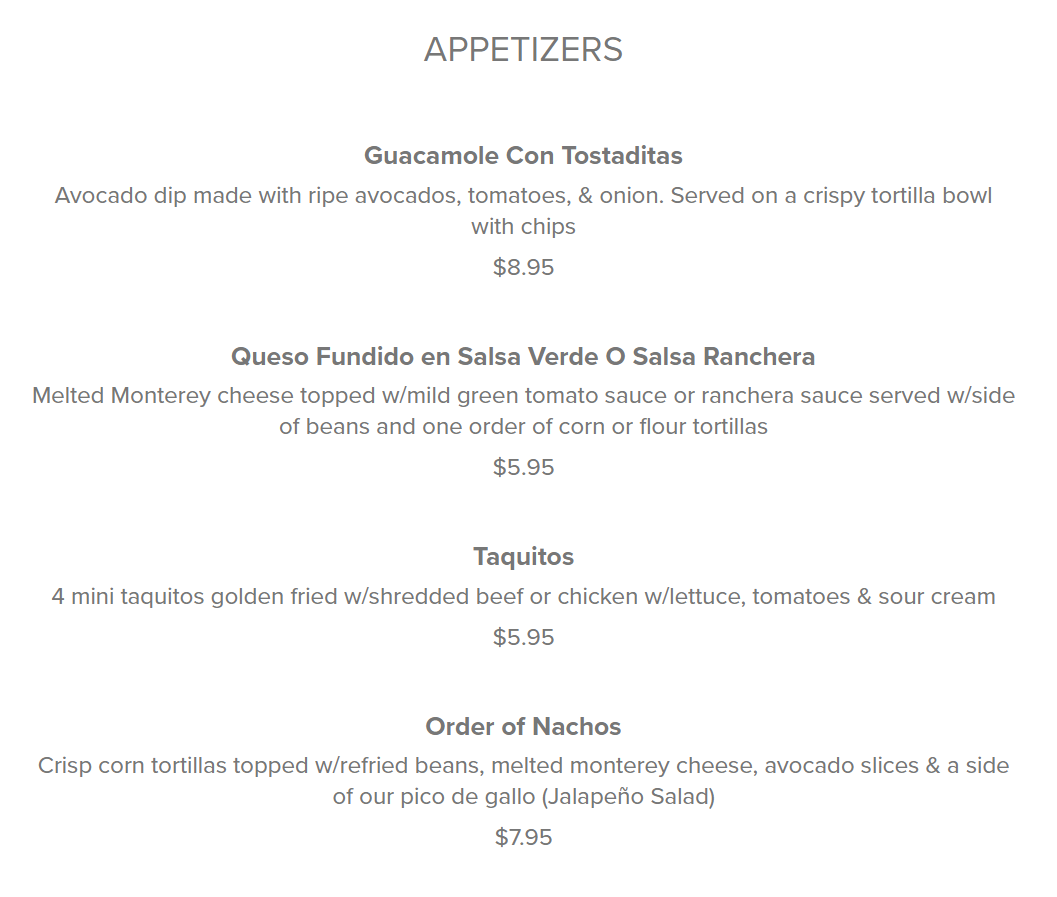 APPETIZERS
Guacamole Con Tostaditas
Avocado dip made with ripe avocados, tomatoes, & onion. Served on a crispy tortilla bowl
with chips
$8.95
Queso Fundido en Salsa Verde O Salsa Ranchera
Melted Monterey cheese topped w/mild green tomato sauce or ranchera sauce served w/side
of beans and one order of corn or flour tortillas
$5.95
Taquitos
4 mini taquitos golden fried w/shredded beef or chicken w/lettuce, tomatoes & sour cream
$5.95
Order of Nachos
Crisp corn tortillas topped w/refried beans, melted monterey cheese, avocado slices & a side
of our pico de gallo (Jalapeño Salad)
$7.95